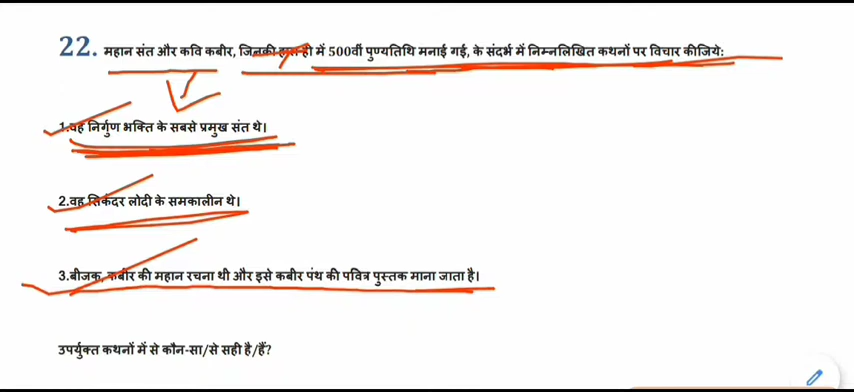 22. महान संत और कवि कबीर, जिनकी हाल ही में 500वीं पुण्यतिथि मनाई गई, के संदर्भ में निम्नलिखित कथनों पर विचार कीजिये:
1.वह निर्गुण भक्ति के सबसे प्रमुख संत थे।
2.वह सिकंदर लोदी के समकालीन थे।
3.बीजक, कबीर की महान रचना थी और इसे कबीर पंथ की पवित्र पुस्तक माना जाता है।
उपर्युक्त कथनों में से कौन-सा/से सही है/हैं?